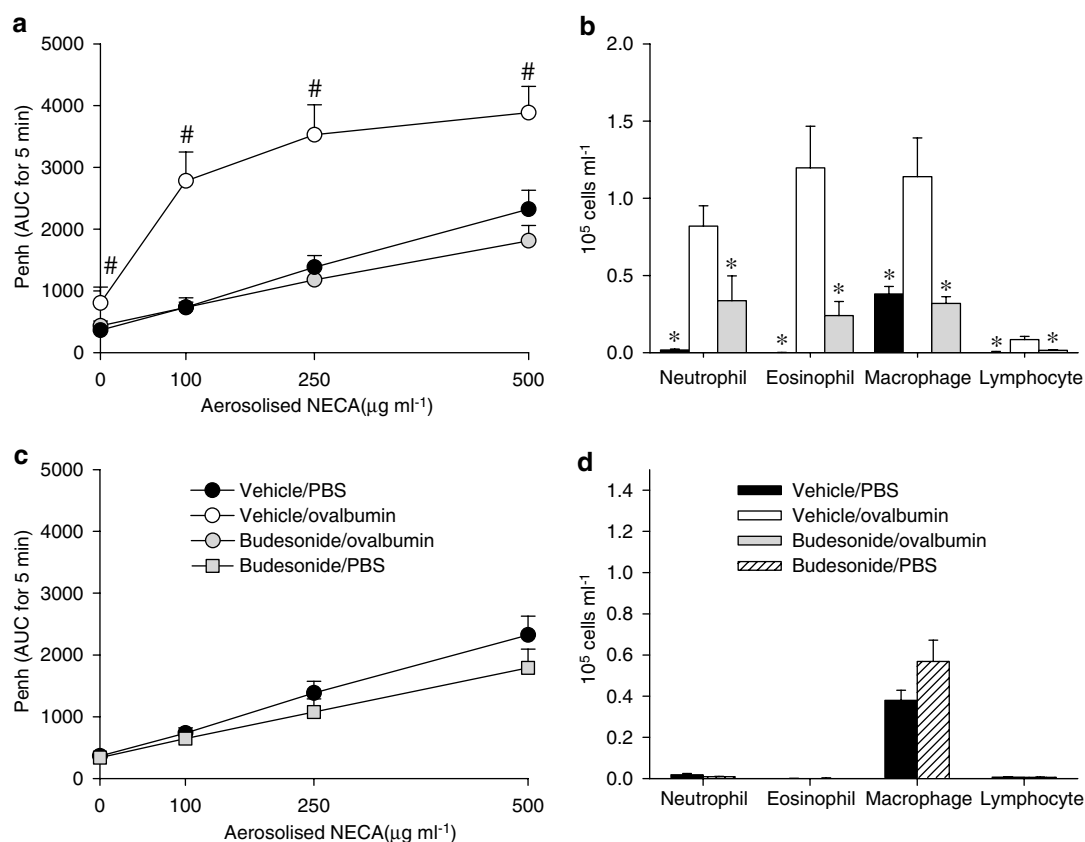 a
5000
4000
3000
2000
1000
0
Penh (AUC for 5 min)
# # # #
0 100 250 500
Aerosolised NECA(μg ml-1)
b
2.0
1.5
1.0
0.5
0.0
10⁵ cells ml-1
* * * * * * * *
Neutrophil Eosinophil Macrophage Lymphocyte
c
5000
4000
3000
2000
1000
0
Penh (AUC for 5 min)
Vehicle/PBS
Vehicle/ovalbumin
Budesonide/ovalbumin
Budesonide/PBS
0 100 250 500
Aerosolised NECA(μg ml-1)
d
1.4
1.2
1.0
0.8
0.6
0.4
0.2
0.0
10⁵ cells ml-1
Vehicle/PBS
Vehicle/ovalbumin
Budesonide/ovalbumin
Budesonide/PBS
Neutrophil Eosinophil Macrophage Lymphocyte